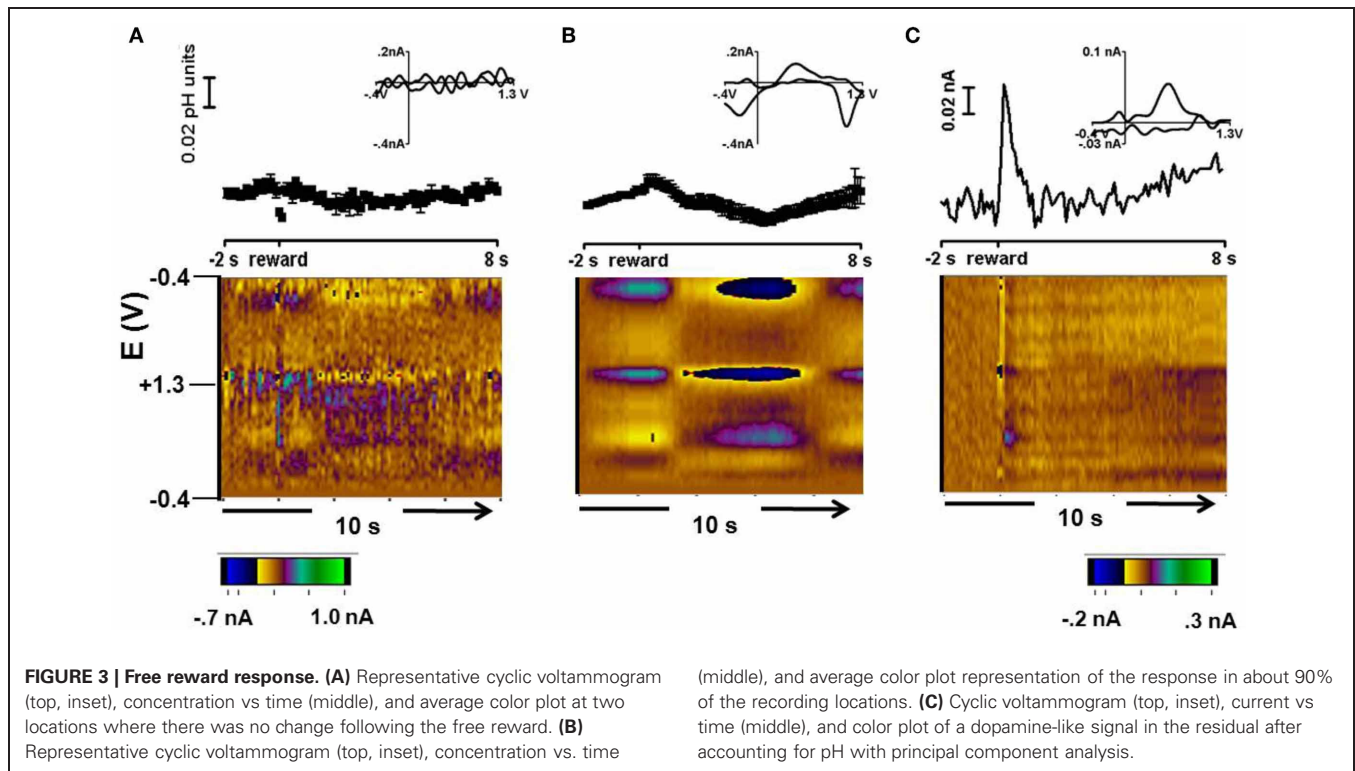 A
B
C
0.02 pH units
.2nA
-.4V
1.3 V
-.4nA
.2nA
-.4V
1.3 V
-.4nA
0.02 nA
0.1 nA
-0.4 V
1.3V
-0.03 nA
-2 s reward
8 s
-2 s reward
8 s
-2 s reward
8 s
E (V)
-0.4
+1.3
-0.4
10 s
10 s
10 s
-.7 nA
1.0 nA
-.2 nA
.3 nA
FIGURE 3 | Free reward response. (A) Representative cyclic voltammogram
(top, inset), concentration vs time (middle), and average color plot at two
locations where there was no change following the free reward. (B)
Representative cyclic voltammogram (top, inset), concentration vs. time
(middle), and average color plot representation of the response in about 90%
of the recording locations. (C) Cyclic voltammogram (top, inset), current vs
time (middle), and color plot of a dopamine-like signal in the residual after
accounting for pH with principal component analysis.